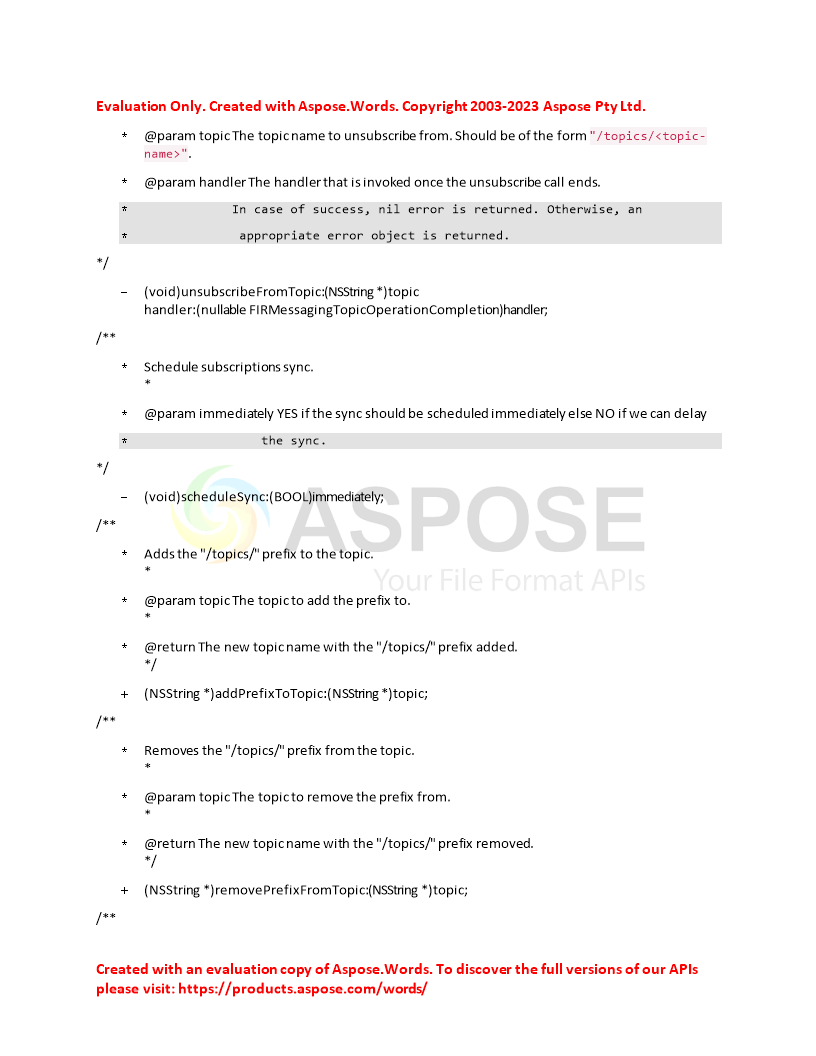 Evaluation Only. Created with Aspose.Words. Copyright 2003-2023 Aspose Pty Ltd.
* @param topic The topic name to unsubscribe from. Should be of the form "/topics/<topic-
name>".
* @param handler The handler that is invoked once the unsubscribe call ends.
* In case of success, nil error is returned. Otherwise, an
* appropriate error object is returned.
*/
– (void)unsubscribeFromTopic:(NSString *)topic
handler:(nullable FIRMessagingTopicOperationCompletion)handler;
/**
* Schedule subscriptions sync.
*
* @param immediately YES if the sync should be scheduled immediately else NO if we can delay
* the sync.
*/
– (void)scheduleSync:(BOOL)immediately;
ASPOSE
Your File Format APIs
/**
* Adds the "/topics/" prefix to the topic.
*
* @param topic The topic to add the prefix to.
*
* @return The new topic name with the "/topics/" prefix added.
*/
+ (NSString *)addPrefixToTopic:(NSString *)topic;
/**
* Removes the "/topics/" prefix from the topic.
*
* @param topic The topic to remove the prefix from.
*
* @return The new topic name with the "/topics/" prefix removed.
*/
+ (NSString *)removePrefixFromTopic:(NSString *)topic;
/**
Created with an evaluation copy of Aspose.Words. To discover the full versions of our APIs
please visit: https://products.aspose.com/words/